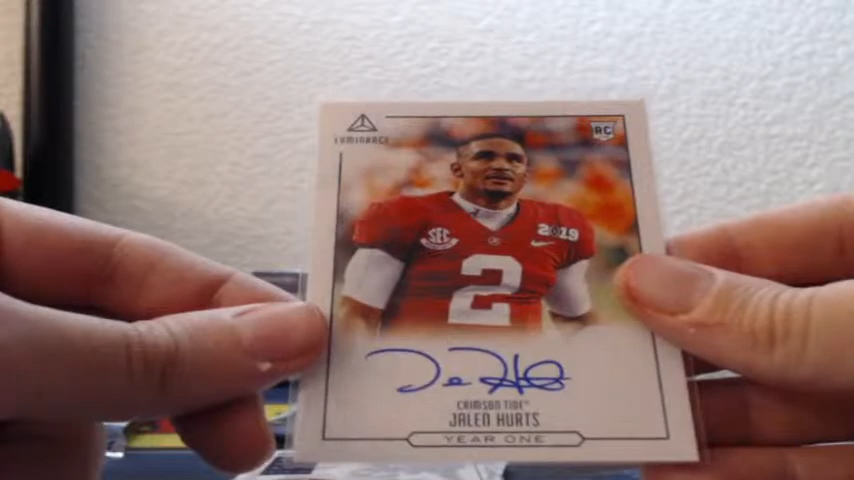 LUMINANCE
RC
SEC
2019
2
CRIMSON TIDE
JALEN HURTS
YEAR ONE